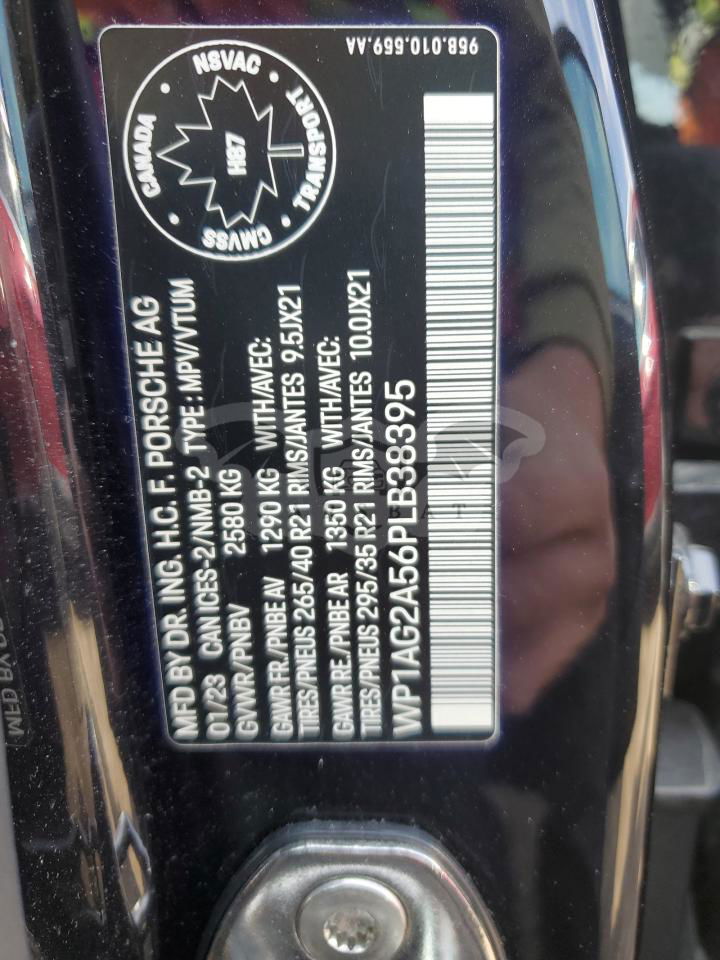 958.010.559.AA
CANADA • NSVAC • TRANSPORT • CMVSS •
H87
MFD BY DR. ING. H.C. F. PORSCHE AG
01/23 CAN ICES-2/NMB-2 TYPE: MPV/VTUM
GVWR/PNBV 2580 KG
GAWR FR./PNBE AV 1290 KG WITH/AVEC:
TIRES/PNEUS 265/40 R21 RIMS/JANTES 9.5JX21
GAWR RE./PNBE AR 1350 KG WITH/AVEC:
TIRES/PNEUS 295/35 R21 RIMS/JANTES 10.0JX21
WP1AG2A56PLB38395